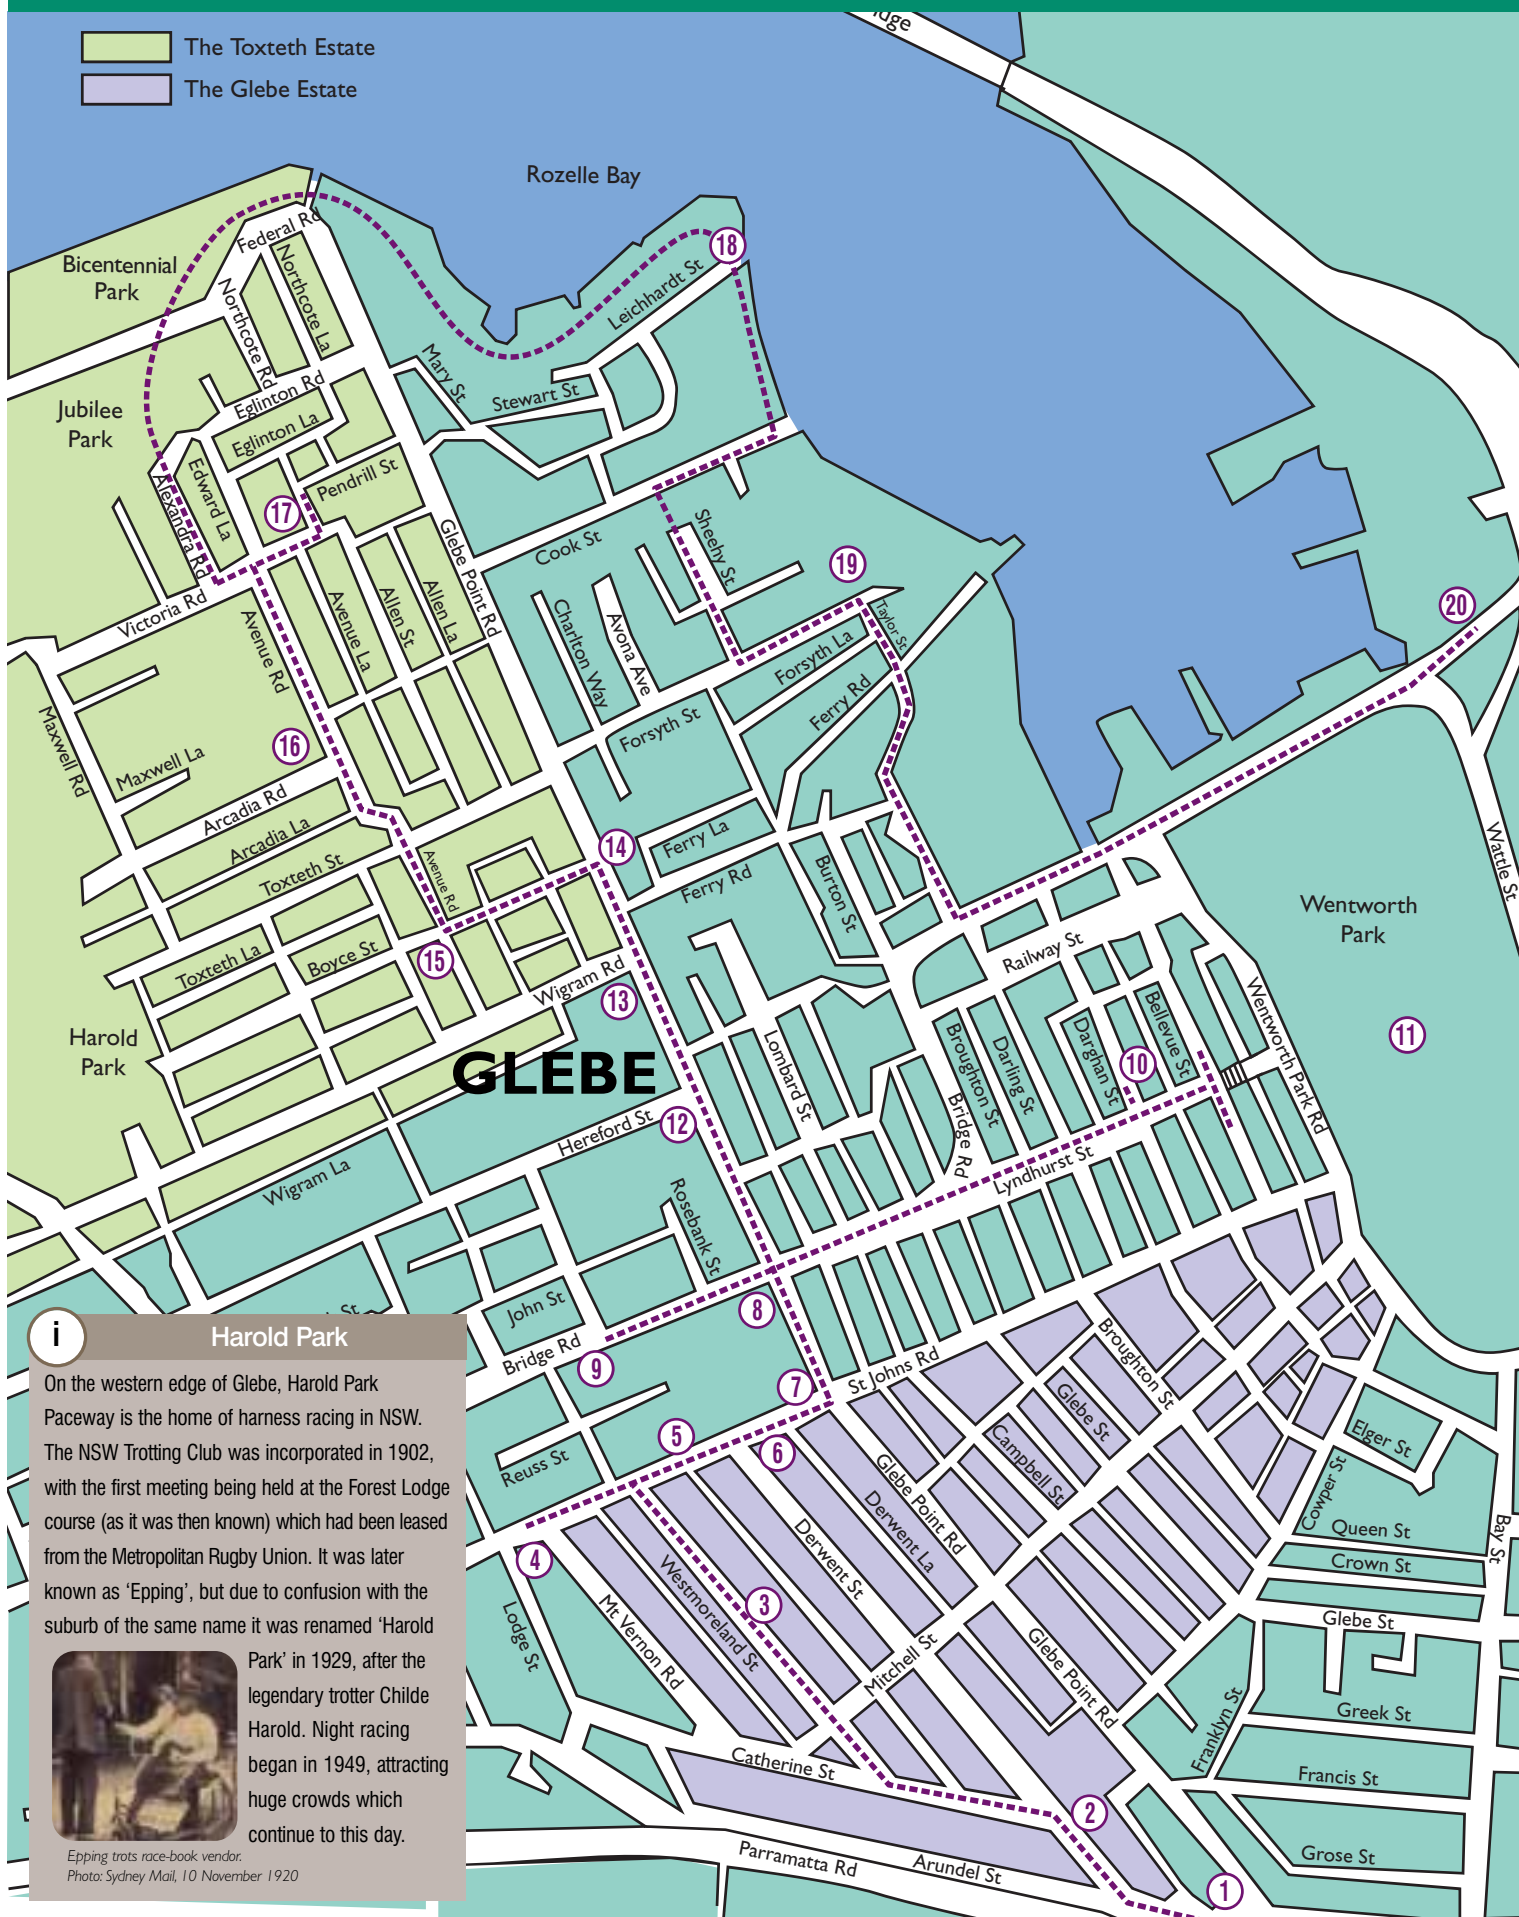 The Toxteth Estate
The Glebe Estate
Rozelle Bay
18
Federal Rd
Bicentennial
Park
Northcote La
Northcote Rd
Leichhardt St
Mary St
Stewart St
Jubilee
Park
Eglinton Rd
Eglinton La
Edward La
Alexandra Rd
Pendrill St
17
Glebe Point Rd
Cook St
Sheehy St
19
20
Victoria Rd
Avenue Rd
Avenue La
Allen St
Allen La
Charlton Way
Avona Ave
Taylor St
Forsyth La
Ferry Rd
Forsyth St
Maxwell Rd
Maxwell La
16
Arcadia Rd
Arcadia La
Toxteth St
Avenue Rd
14
Ferry La
Ferry Rd
Burton St
Wattle St
Wentworth
Park
Toxteth La
Boyce St
15
Wigram Rd
13
Railway St
Harold
Park
GLEBE
Lombard St
Broughton St
Darling St
Darghan St
10
Bellevue St
Wentworth Park Rd
11
Bridge Rd
Hereford St
12
Wigram La
Rosebank St
Lyndhurst St
John St
St
Bridge Rd
8
9
7
St Johns Rd
Broughton St
Glebe St
Campbell St
5
6
Reuss St
Glebe Point Rd
Derwent La
Derwent St
Elger St
Cowper St
Queen St
Bay St
Crown St
4
3
Westmoreland St
Mt Vernon Rd
Lodge St
Mitchell St
Glebe Point Rd
Glebe St
Greek St
Franklyn St
Francis St
Catherine St
2
Grose St
Parramatta Rd
Arundel St
1
i
Harold Park
On the western edge of Glebe, Harold Park
Paceway is the home of harness racing in NSW.
The NSW Trotting Club was incorporated in 1902,
with the first meeting being held at the Forest Lodge
course (as it was then known) which had been leased
from the Metropolitan Rugby Union. It was later
known as ‘Epping’, but due to confusion with the
suburb of the same name it was renamed ‘Harold
Park’ in 1929, after the
legendary trotter Childe
Harold. Night racing
began in 1949, attracting
huge crowds which
continue to this day.
Epping trots race-book vendor.
Photo: Sydney Mail, 10 November 1920